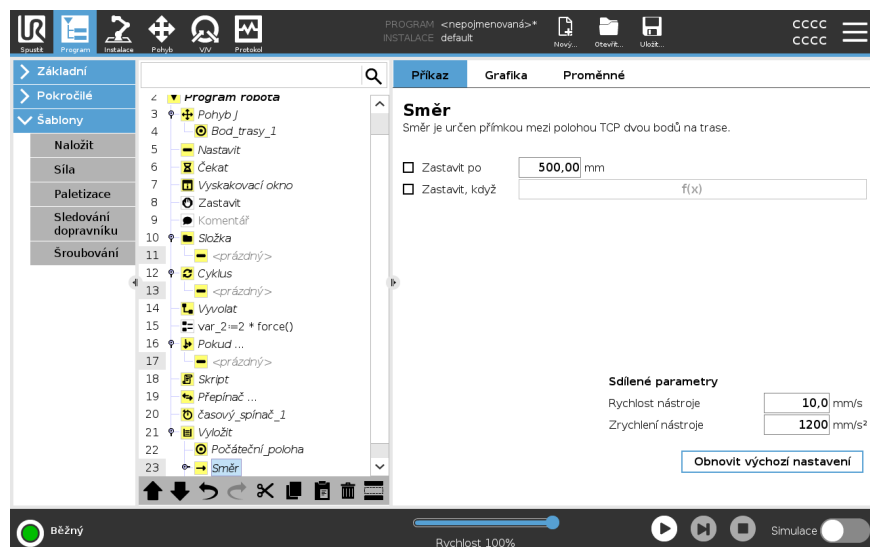 PROGRAM <nepojmenovaná>*
INSTALACE default
CCCC
CCCC
Spustit
Program
Instalace
Pohyb
V/V
Protokol
Nový...
Otevřít...
Uložit...
Základní
Pokročilé
Šablony
Naložit
Síla
Paletizace
Sledování
dopravníku
Šroubování
2 Program robota
3 Pohyb J
4 Bod_trasy_1
5 Nastavit
6 Čekat
7 Vyskakovací okno
8 Zastavit
9 Komentář
10 Složka
11 <prázdný>
12 Cyklus
13 <prázdný>
14 Vyvolat
15 var_2:=2 * force()
16 Pokud ...
17 <prázdný>
18 Skript
19 Přepínač ...
20 časový_spínač_1
21 Vyložit
22 Počáteční_poloha
23 Směr
Příkaz
Grafika
Proměnné
Směr
Směr je určen přímkou mezi polohou TCP dvou bodů na trase.
Zastavit po 500,00 mm
Zastavit, když f(x)
Sdílené parametry
Rychlost nástroje 10,0 mm/s
Zrychlení nástroje 1200 mm/s²
Obnovit výchozí nastavení
Běžný
Rychlost 100%
Simulace